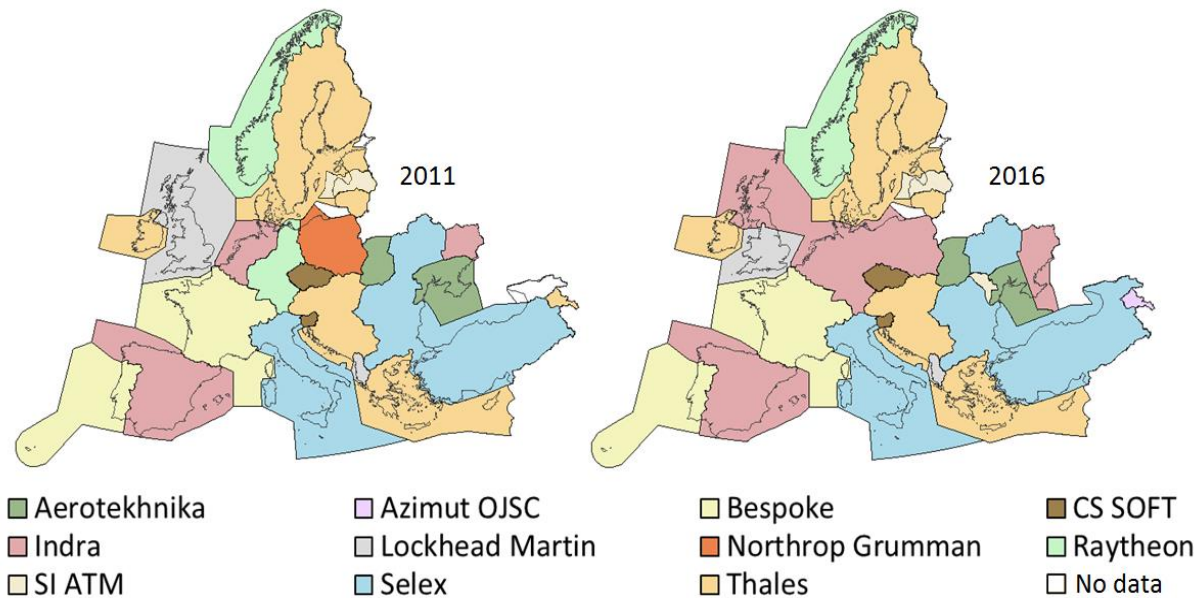 2011
2016
Aerotekhnika
Azimut OJSC
Bespoke
CS SOFT
Indra
Lockhead Martin
Northrop Grumman
Raytheon
SI ATM
Selex
Thales
No data